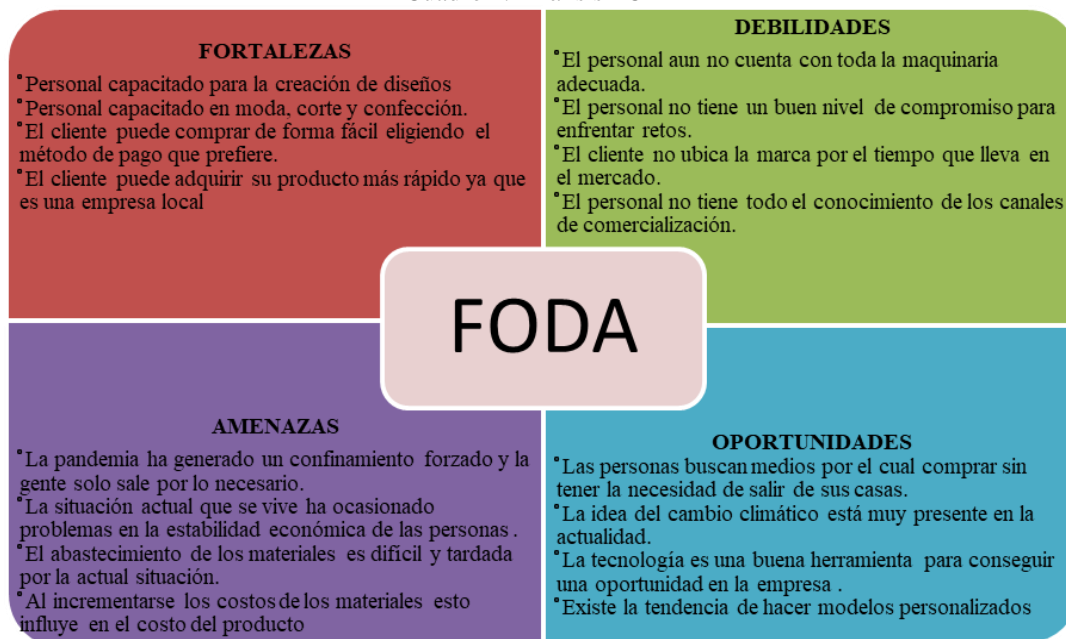 FORTALEZAS
°Personal capacitado para la creación de diseños
°Personal capacitado en moda, corte y confección.
°El cliente puede comprar de forma fácil eligiendo el
método de pago que prefiere.
°El cliente puede adquirir su producto más rápido ya que
es una empresa local
DEBILIDADES
°El personal aun no cuenta con toda la maquinaria
adecuada.
°El personal no tiene un buen nivel de compromiso para
enfrentar retos.
°El cliente no ubica la marca por el tiempo que lleva en
el mercado.
°El personal no tiene todo el conocimiento de los canales
de comercialización.
FODA
AMENAZAS
°La pandemia ha generado un confinamiento forzado y la
gente solo sale por lo necesario.
°La situación actual que se vive ha ocasionado
problemas en la estabilidad económica de las personas .
°El abastecimiento de los materiales es difícil y tardada
por la actual situación.
°Al incrementarse los costos de los materiales esto
influye en el costo del producto
OPORTUNIDADES
°Las personas buscan medios por el cual comprar sin
tener la necesidad de salir de sus casas.
°La idea del cambio climático está muy presente en la
actualidad.
°La tecnología es una buena herramienta para conseguir
una oportunidad en la empresa .
°Existe la tendencia de hacer modelos personalizados